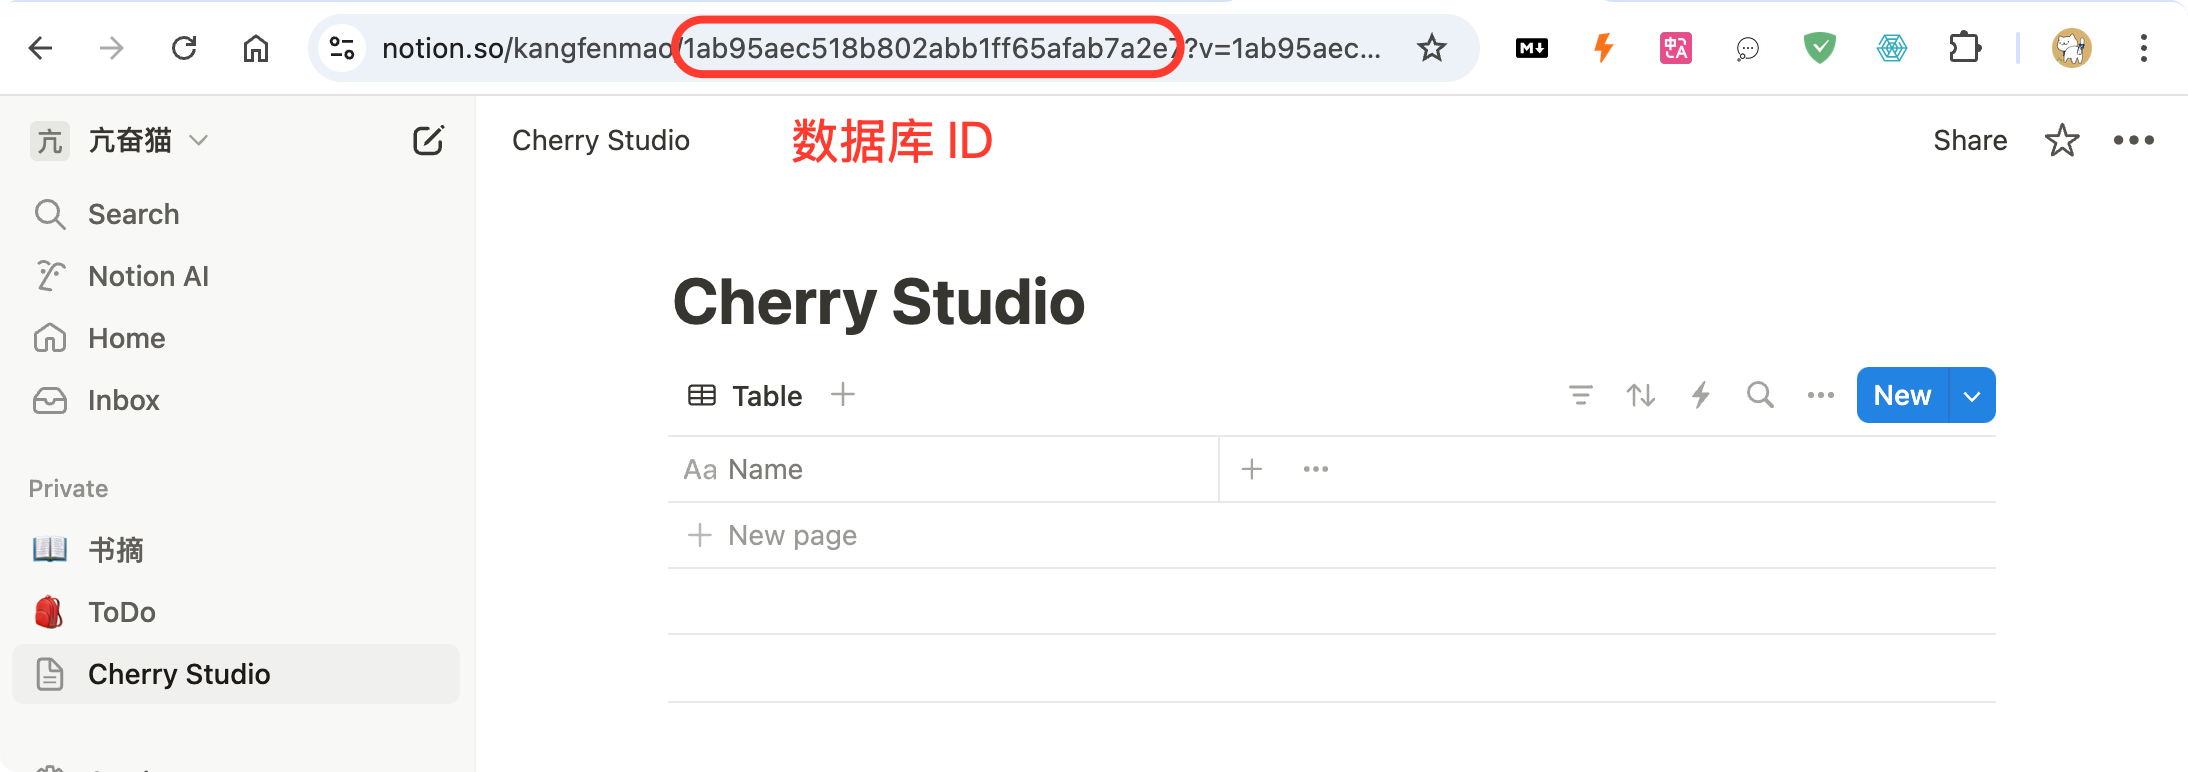 notion.so/kangfenmao/1ab95aec518b802abb1ff65afab7a2e7?v=1ab95aec...
亢 亢奋猫
Cherry Studio
数据库 ID
Share
Search
Notion AI
Home
Inbox
Private
书摘
ToDo
Cherry Studio
Cherry Studio
Table
New
Aa Name
New page